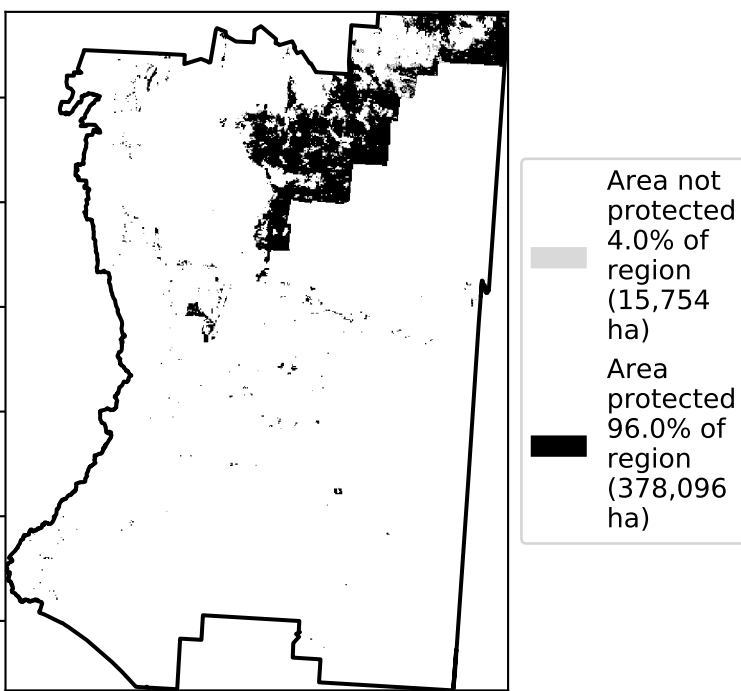 Area not
protected
4.0% of
region
(15,754
ha)
Area
protected
96.0% of
region
(378,096
ha)